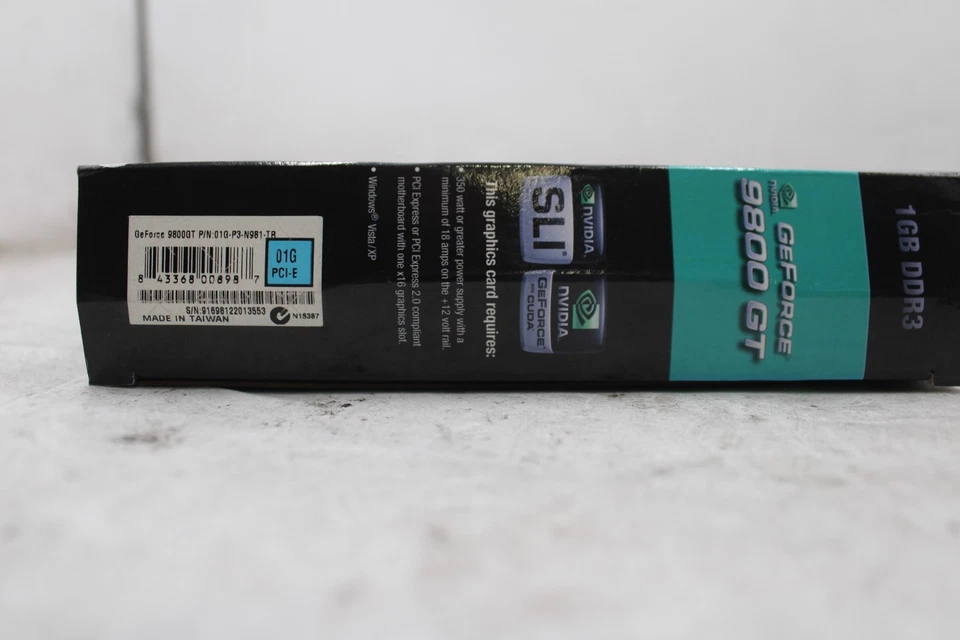 GeForce 9800GT P/N:01G-P3-N981-TR
01G
PCI-E
8 43368 00898 7
S/N:91698122013553
MADE IN TAIWAN
N18387
1GB DDR3
NVIDIA
GEFORCE
9800 GT
NVIDIA
SLI
NVIDIA
GEFORCE
with CUDA
This graphics card requires:
• 350 watt or greater power supply with a
minimum of 18 amps on the +12 volt rail.
• PCI Express or PCI Express 2.0 compliant
motherboard with one x16 graphics slot.
• Windows® Vista/XP